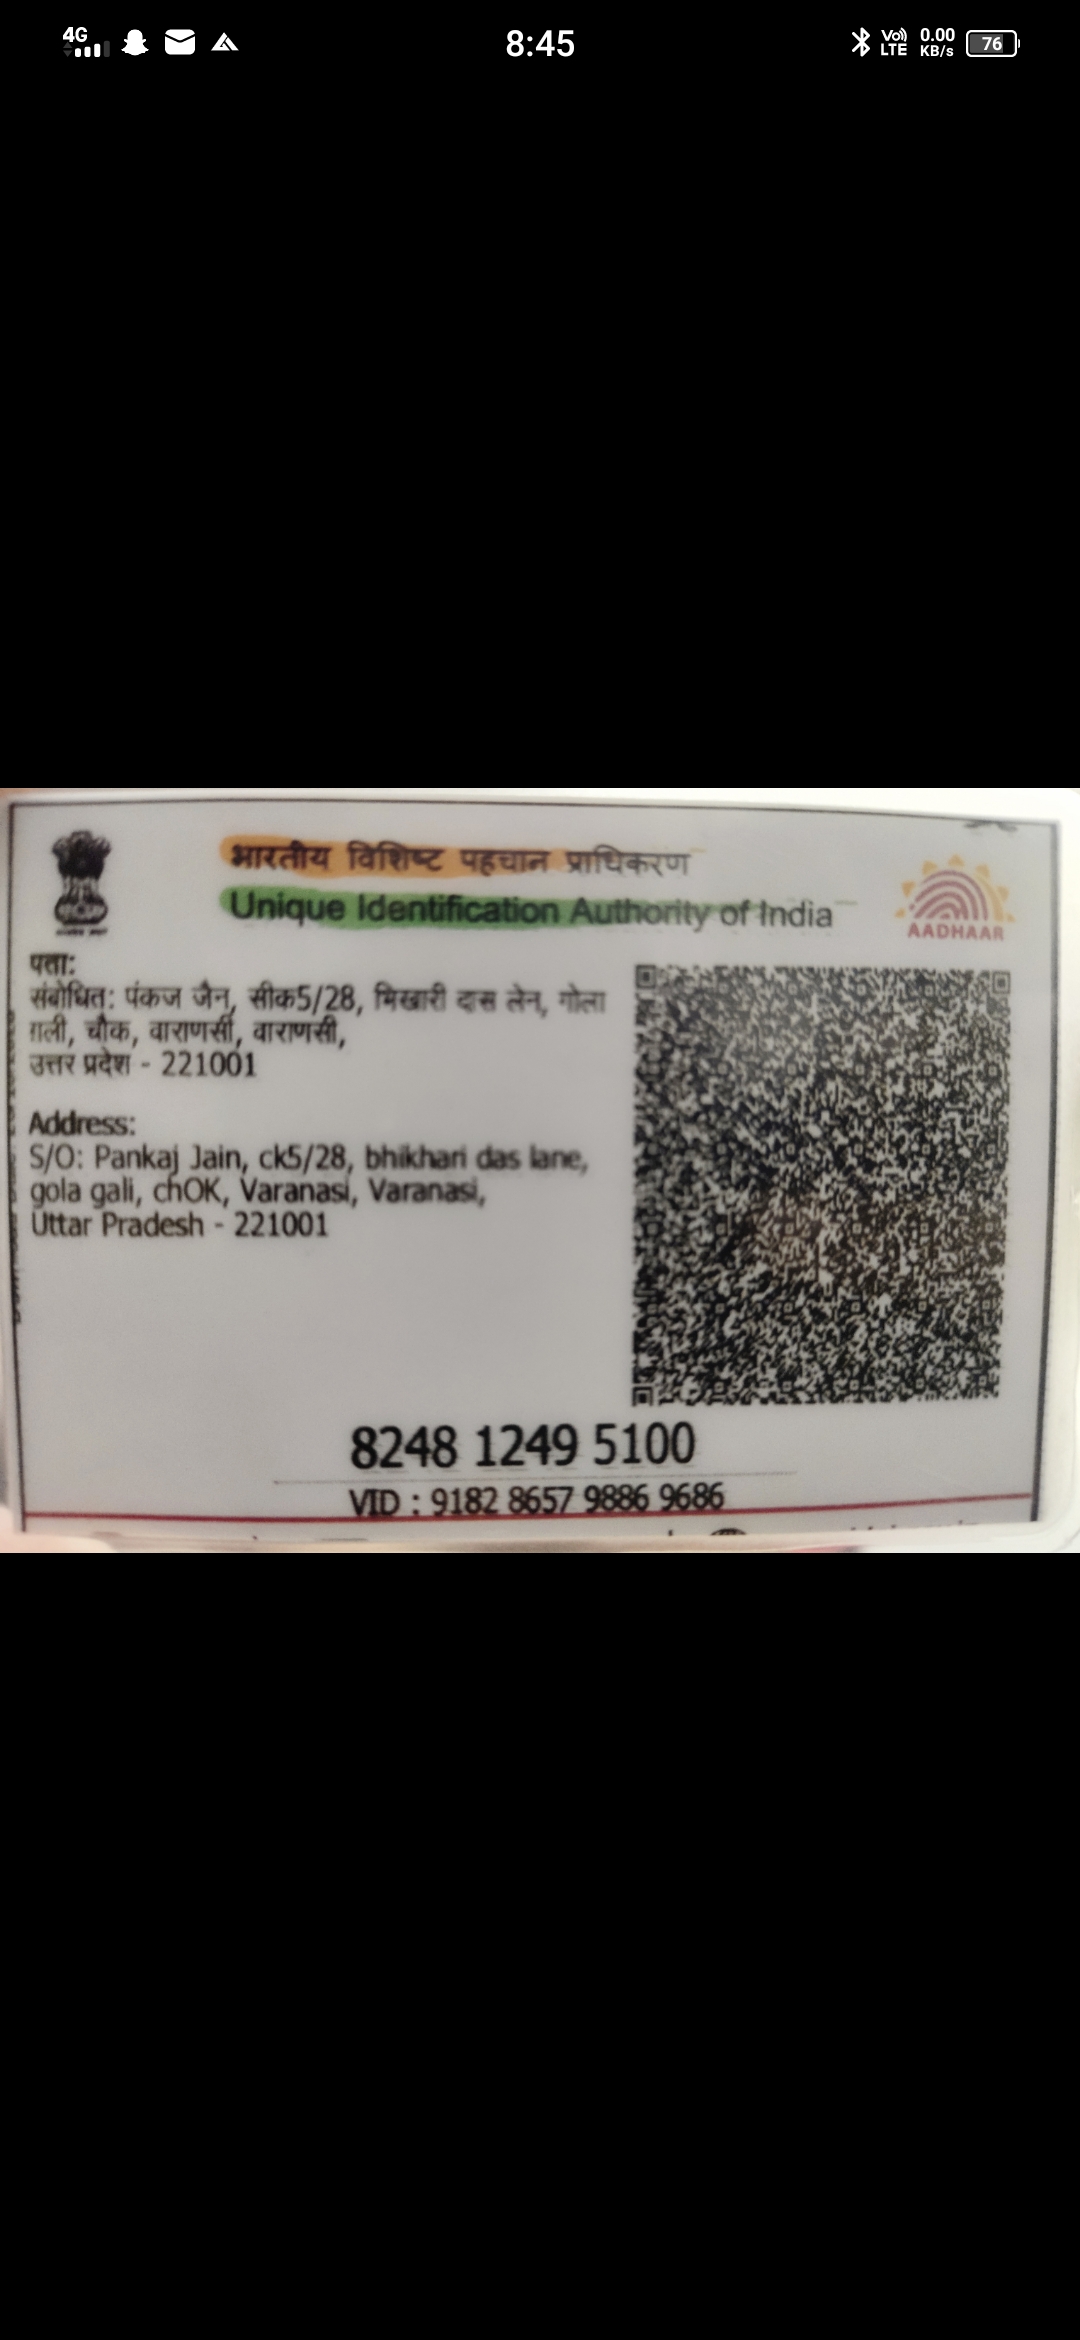 4G 8:45 Vo) LTE 0.00 KB/s 76
भारतीय विशिष्ट पहचान प्राधिकरण
Unique Identification Authority of India
AADHAAR
पता:
संबोधित: पंकज जैन, सीक5/28, भिखारी दास लेन, गोला
गली, चौक, वाराणसी, वाराणसी,
उत्तर प्रदेश - 221001
Address:
S/O: Pankaj Jain, ck5/28, bhikhari das lane,
gola gali, chOK, Varanasi, Varanasi,
Uttar Pradesh - 221001
8248 1249 5100
VID : 9182 8657 9886 9686